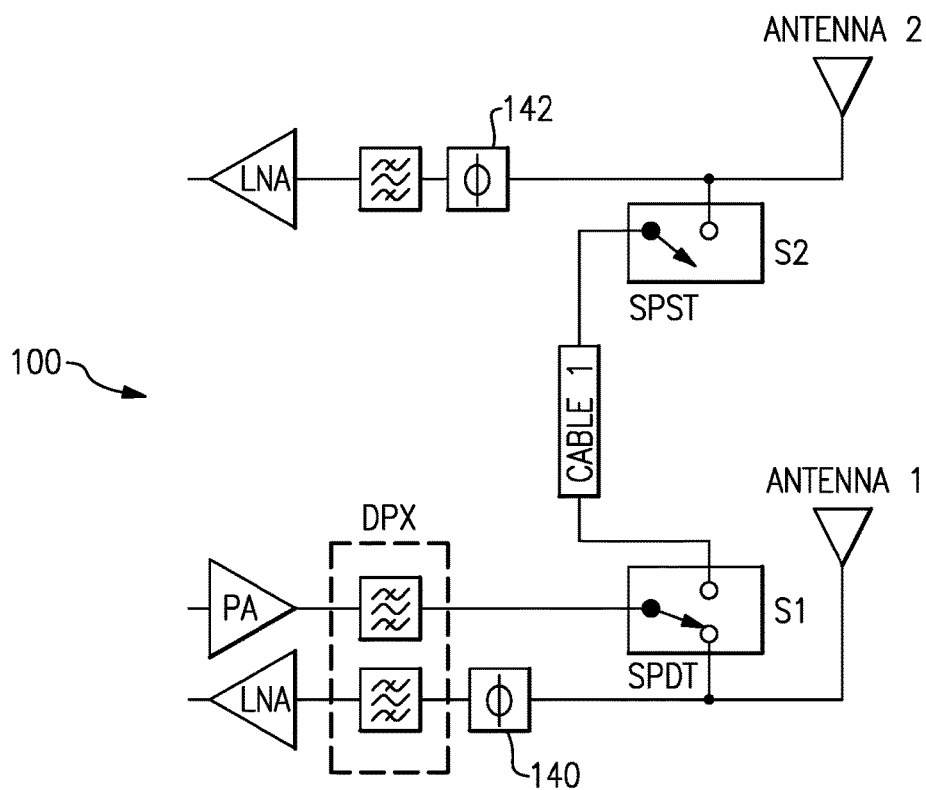 ANTENNA 2
142
LNA
S2
SPST
100
CABLE 1
ANTENNA 1
DPX
PA
S1
SPDT
LNA
140